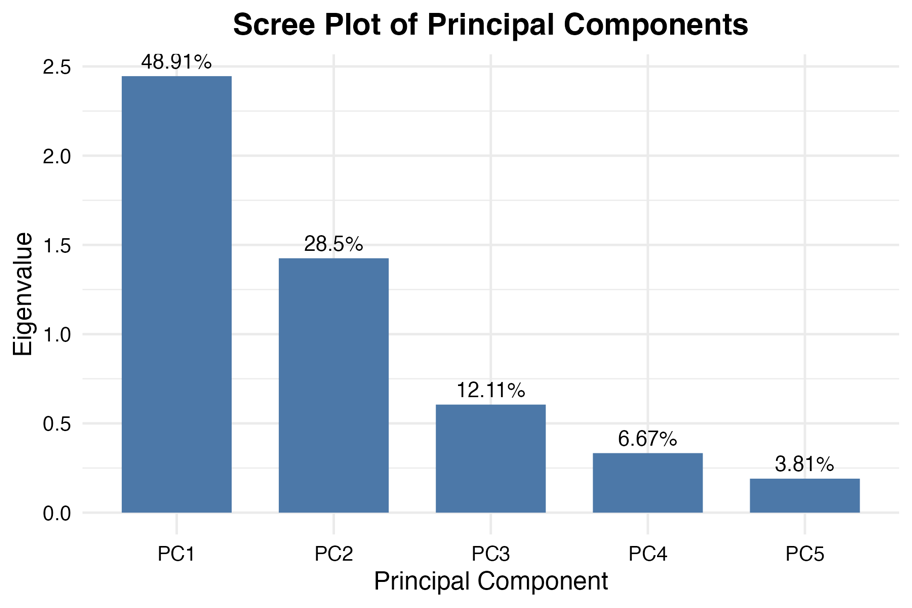 Scree Plot of Principal Components
48.91%
2.5
2.0
28.5%
1.5
Eigenvalue
1.0
12.11%
0.5
6.67%
3.81%
0.0
PC1 PC2 PC3 PC4 PC5
Principal Component